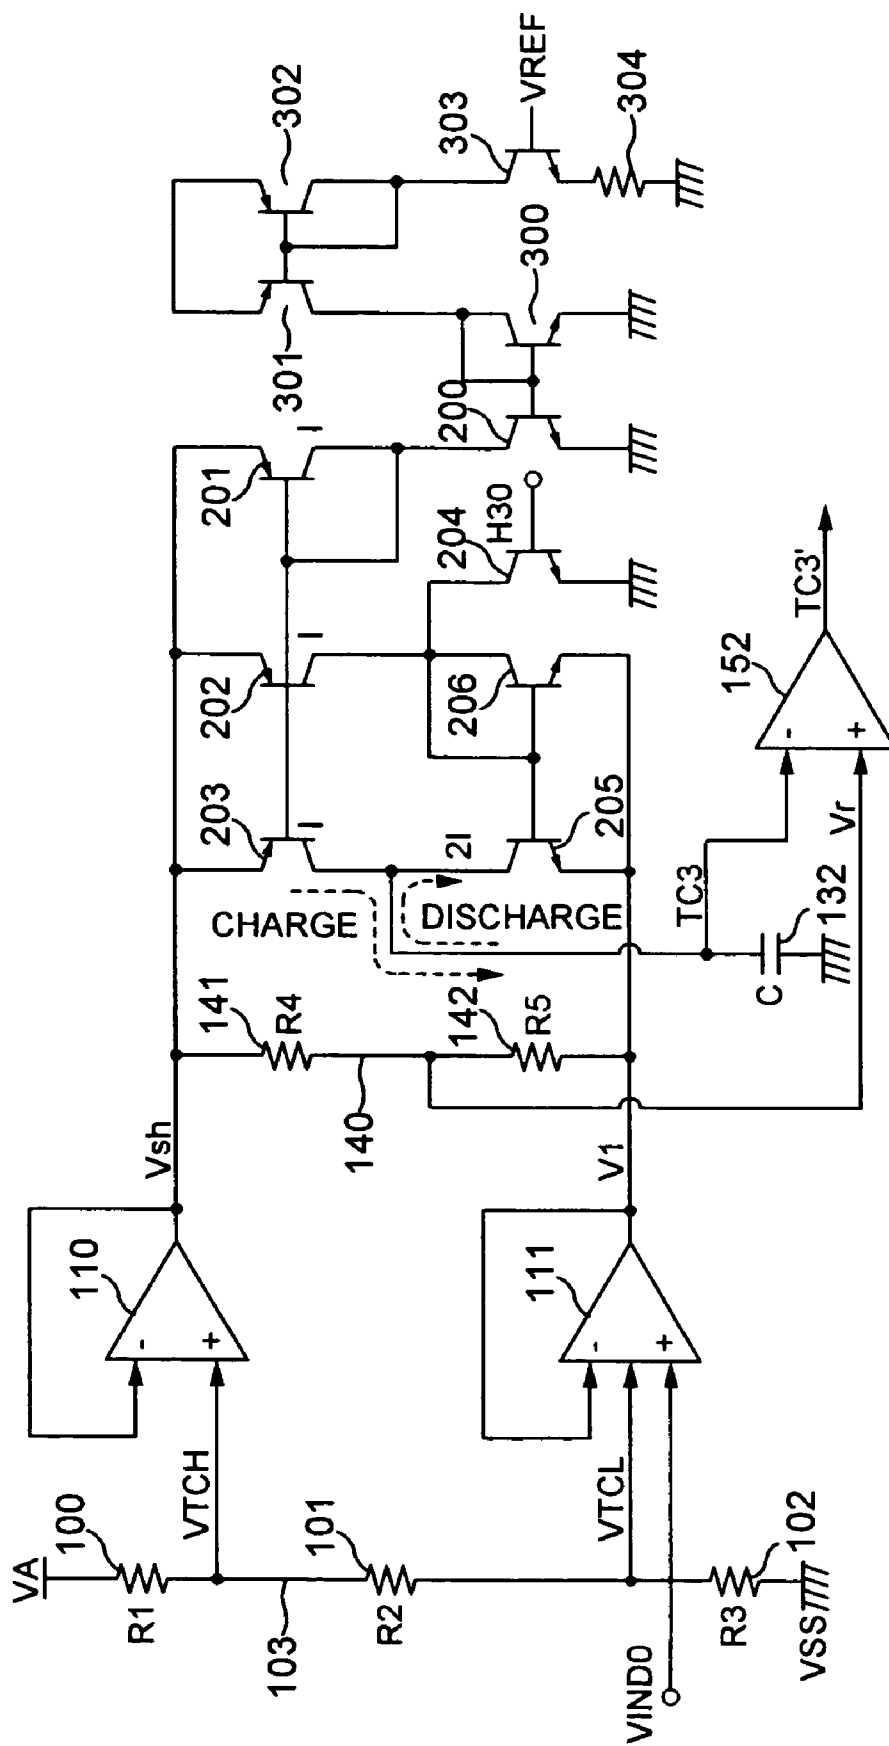 VA
100
R1
VTCH
103
101
R2
VTCL
VIND0
R3
102
VSS
110
-
+
Vsh
111
-
+
V1
141
R4
140
142
R5
CHARGE
DISCHARGE
203
I
2I
205
202
I
206
201
I
204
H30
200
301
302
300
303
VREF
304
TC3
C
132
Vr
152
-
+
TC3'